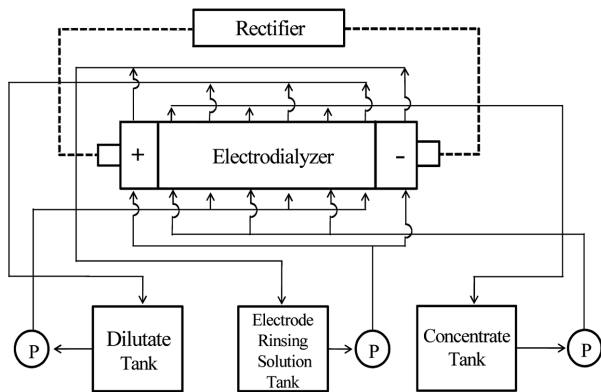 Rectifier
+
Electrodialyzer
-
P
Dilutate
Tank
Electrode
Rinsing
Solution
Tank
P
Concentrate
Tank
P